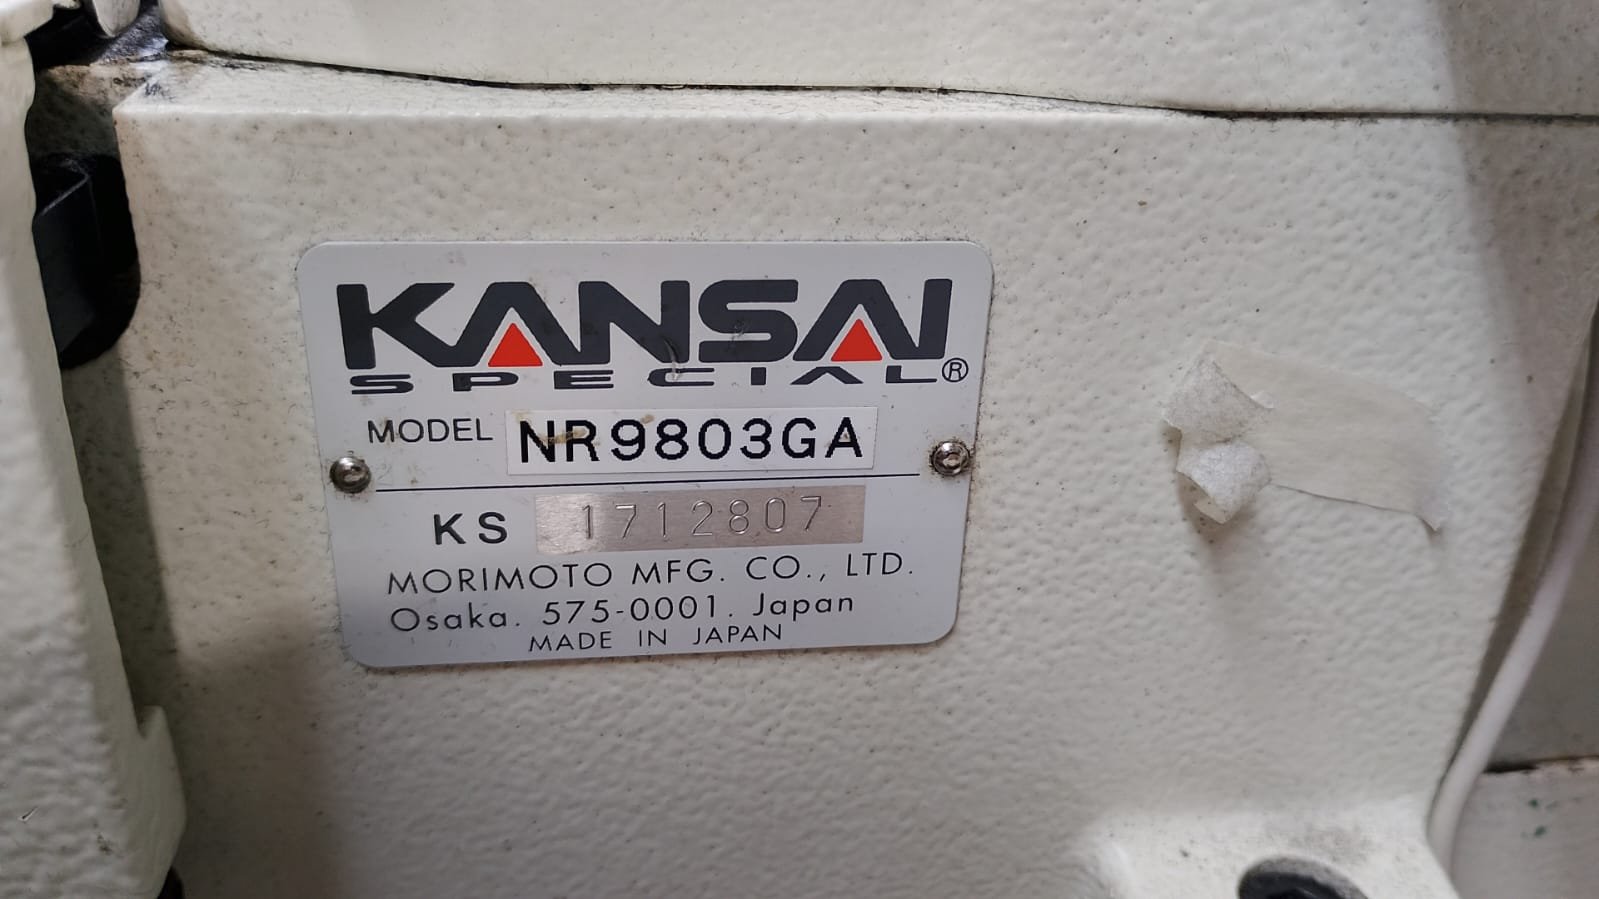 KANSAI
SPECIAL®
MODEL NR9803GA
KS 1712807
MORIMOTO MFG. CO., LTD.
Osaka. 575-0001. Japan
MADE IN JAPAN